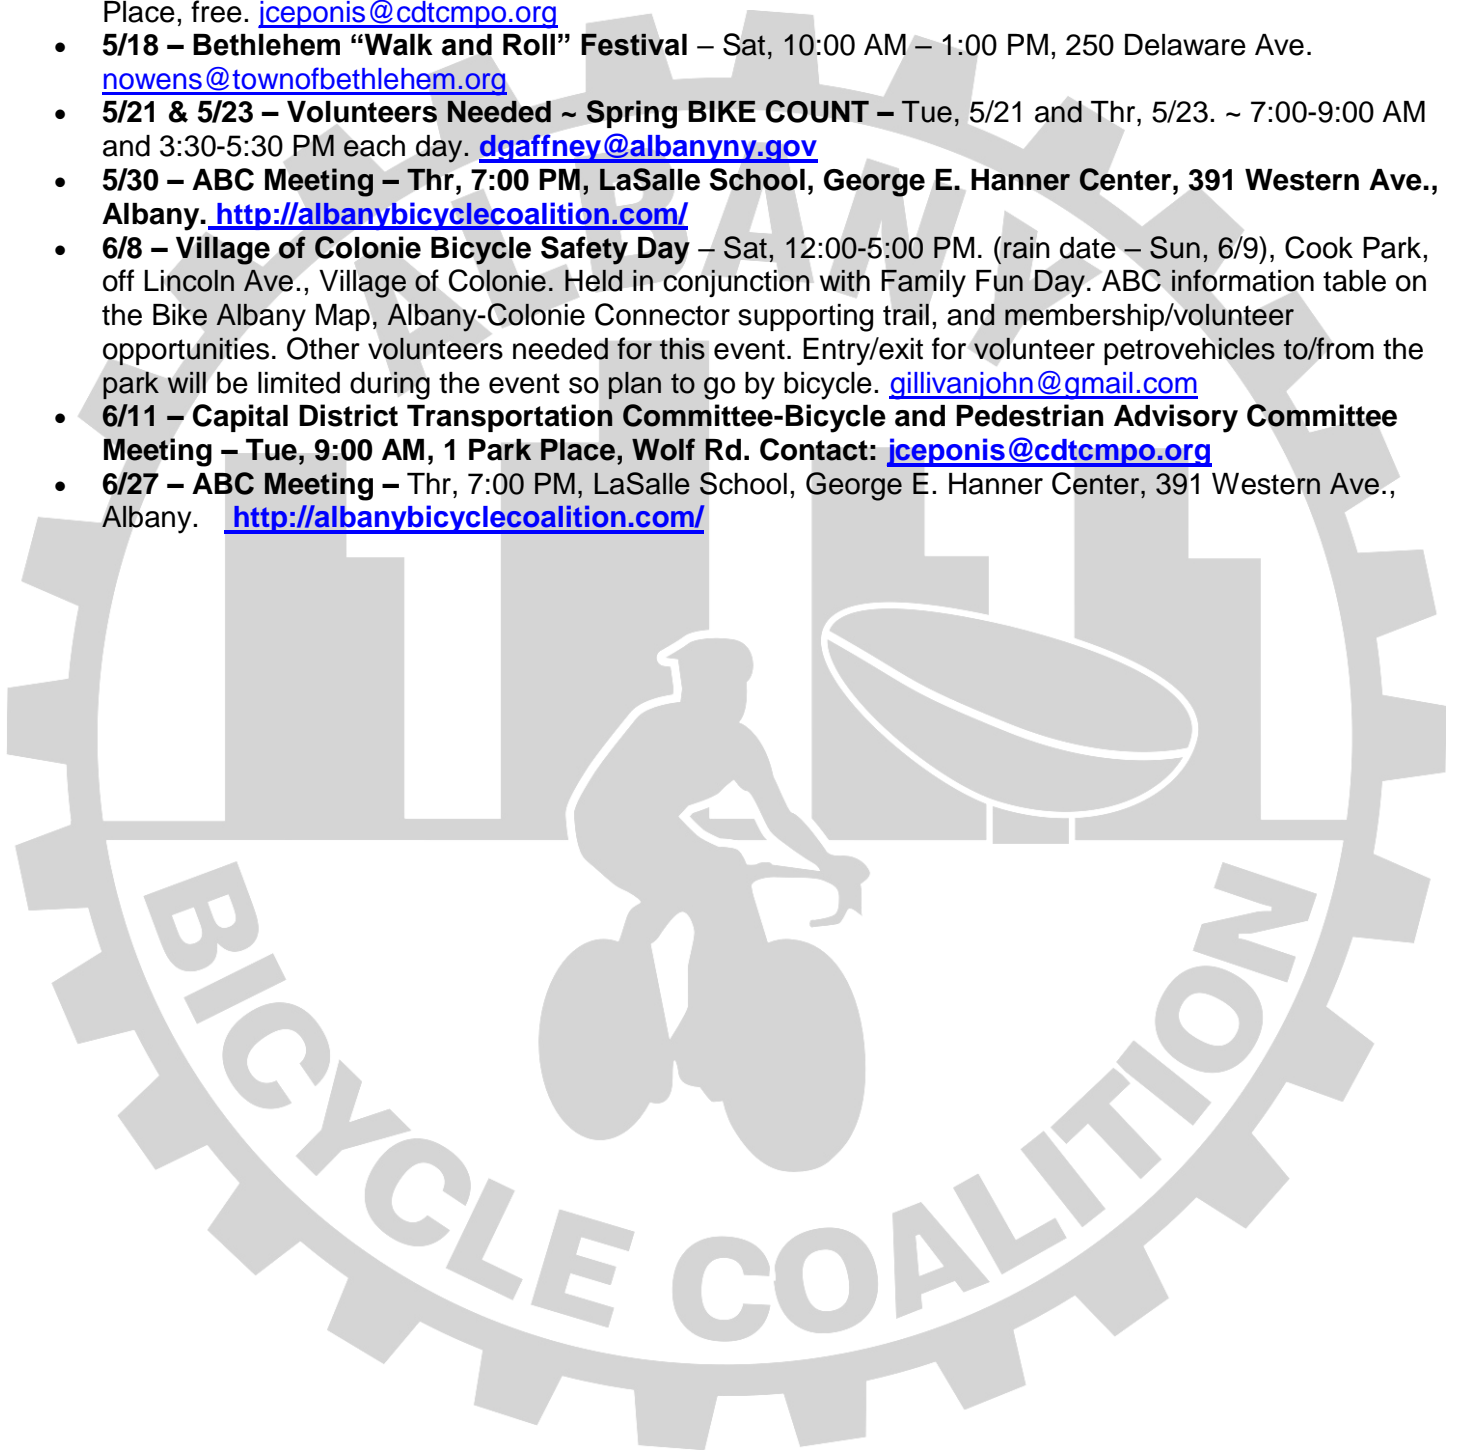 Place, free. jceponis@cdtcmpo.org
• 5/18 – Bethlehem “Walk and Roll” Festival – Sat, 10:00 AM – 1:00 PM, 250 Delaware Ave.
nowens@townofbethlehem.org
• 5/21 & 5/23 – Volunteers Needed ~ Spring BIKE COUNT – Tue, 5/21 and Thr, 5/23. ~ 7:00-9:00 AM
and 3:30-5:30 PM each day. dgaffney@albanyny.gov
• 5/30 – ABC Meeting – Thr, 7:00 PM, LaSalle School, George E. Hanner Center, 391 Western Ave.,
Albany. http://albanybicyclecoalition.com/
• 6/8 – Village of Colonie Bicycle Safety Day – Sat, 12:00-5:00 PM. (rain date – Sun, 6/9), Cook Park,
off Lincoln Ave., Village of Colonie. Held in conjunction with Family Fun Day. ABC information table on
the Bike Albany Map, Albany-Colonie Connector supporting trail, and membership/volunteer
opportunities. Other volunteers needed for this event. Entry/exit for volunteer petrovehicles to/from the
park will be limited during the event so plan to go by bicycle. gillivanjohn@gmail.com
• 6/11 – Capital District Transportation Committee-Bicycle and Pedestrian Advisory Committee
Meeting – Tue, 9:00 AM, 1 Park Place, Wolf Rd. Contact: jceponis@cdtcmpo.org
• 6/27 – ABC Meeting – Thr, 7:00 PM, LaSalle School, George E. Hanner Center, 391 Western Ave.,
Albany. http://albanybicyclecoalition.com/
ALBANY
BICYCLE COALITION